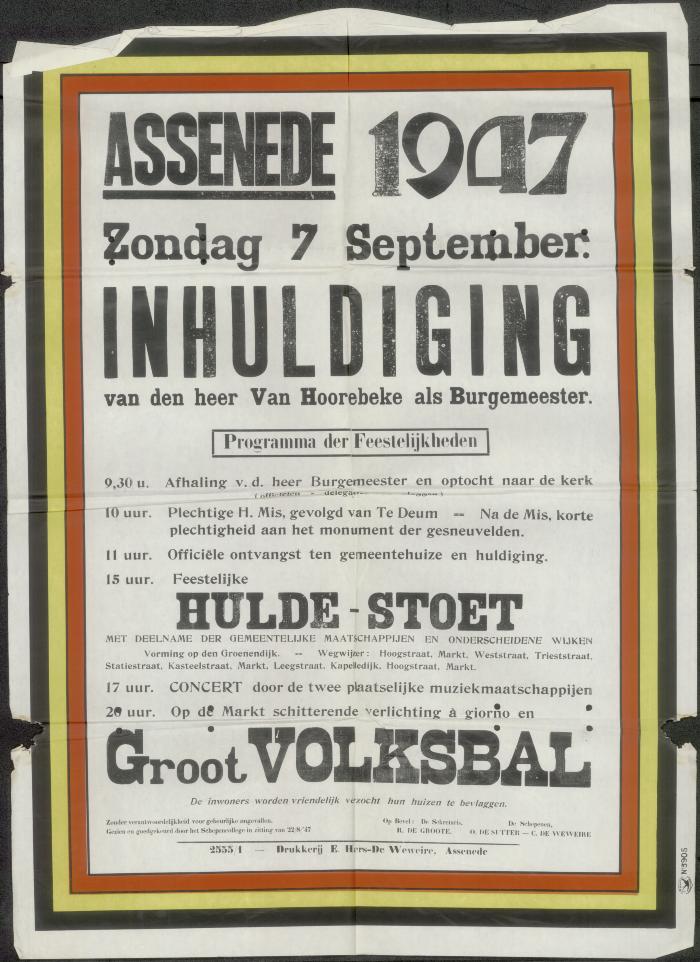 ASSENEDE 1947
Zondag 7 September:
INHULDIGING
van den heer Van Hoorebeke als Burgemeester.
Programma der Feestelijkheden
9,30 u. Afhaling v. d. heer Burgemeester en optocht naar de kerk
10 uur. Plechtige H. Mis, gevolgd van Te Deum — Na de Mis, korte
plechtigheid aan het monument der gesneuvelden.
11 uur. Officiële ontvangst ten gemeentehuize en huldiging.
15 uur. Feestelijke
HULDE-STOET
MET DEELNAME DER GEMEENTELIJKE MAATSCHAPPIJEN EN ONDERSCHEIDENE WIJKEN
Vorming op den Groenendijk. — Wegwijzer: Hoogstraat, Markt, Weststraat, Trieststraat,
Statiestraat, Kasteelstraat, Markt, Leegstraat, Kapelledijk, Hoogstraat, Markt.
17 uur. CONCERT door de twee plaatselijke muziekmaatschappijen
20 uur. Op de Markt schitterende verlichting à giorno en
Groot VOLKSBAL
De inwoners worden vriendelijk vezocht hun huizen te bevlaggen.
Zonder verantwoordelijkheid voor gebeurlijke ongevallen.
Gezien en goedgekeurd door het Schepencollege in zitting van 22/8/'47
Op Bevel: De Sekretaris,
R. DE GROOTE.
De Schepenen,
O. DE SUTTER — C. DE WEWEIRE
2555/1 — Drukkerij E. Hers-De Weweire, Assenede
N:3905